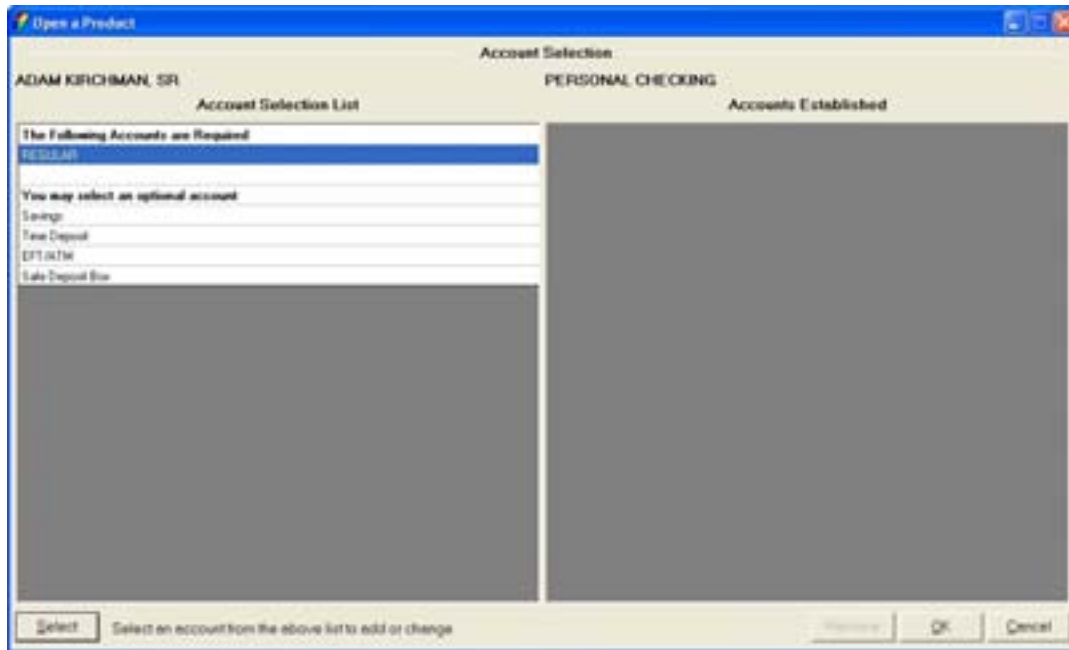 Open a Product
Account Selection
ADAM KIRCHMAN, SR
PERSONAL CHECKING
Account Selection List
Accounts Established
The Following Accounts are Required
REGULAR
You may select an optional account
Savings
Time Deposit
EFT/ATM
Safe Deposit Box
Select
Select an account from the above list to add or change
OK
Cancel